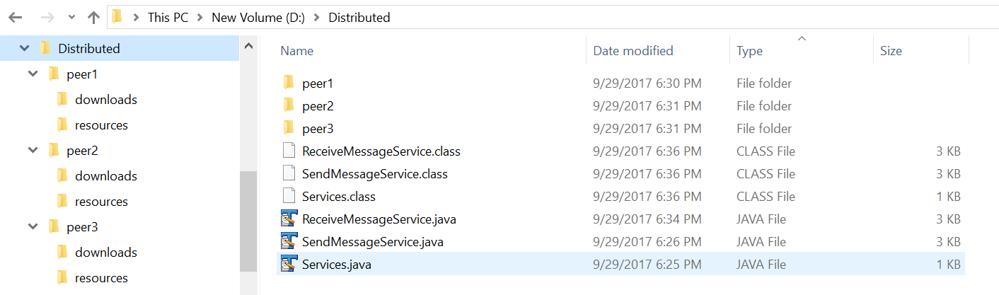 This PC New Volume (D:) Distributed
Distributed
peer1
downloads
resources
peer2
downloads
resources
peer3
downloads
resources
Name Date modified Type Size
peer1 9/29/2017 6:30 PM File folder
peer2 9/29/2017 6:31 PM File folder
peer3 9/29/2017 6:31 PM File folder
ReceiveMessageService.class 9/29/2017 6:36 PM CLASS File 3 KB
SendMessageService.class 9/29/2017 6:36 PM CLASS File 3 KB
Services.class 9/29/2017 6:36 PM CLASS File 1 KB
ReceiveMessageService.java 9/29/2017 6:34 PM JAVA File 3 KB
SendMessageService.java 9/29/2017 6:26 PM JAVA File 3 KB
Services.java 9/29/2017 6:25 PM JAVA File 1 KB